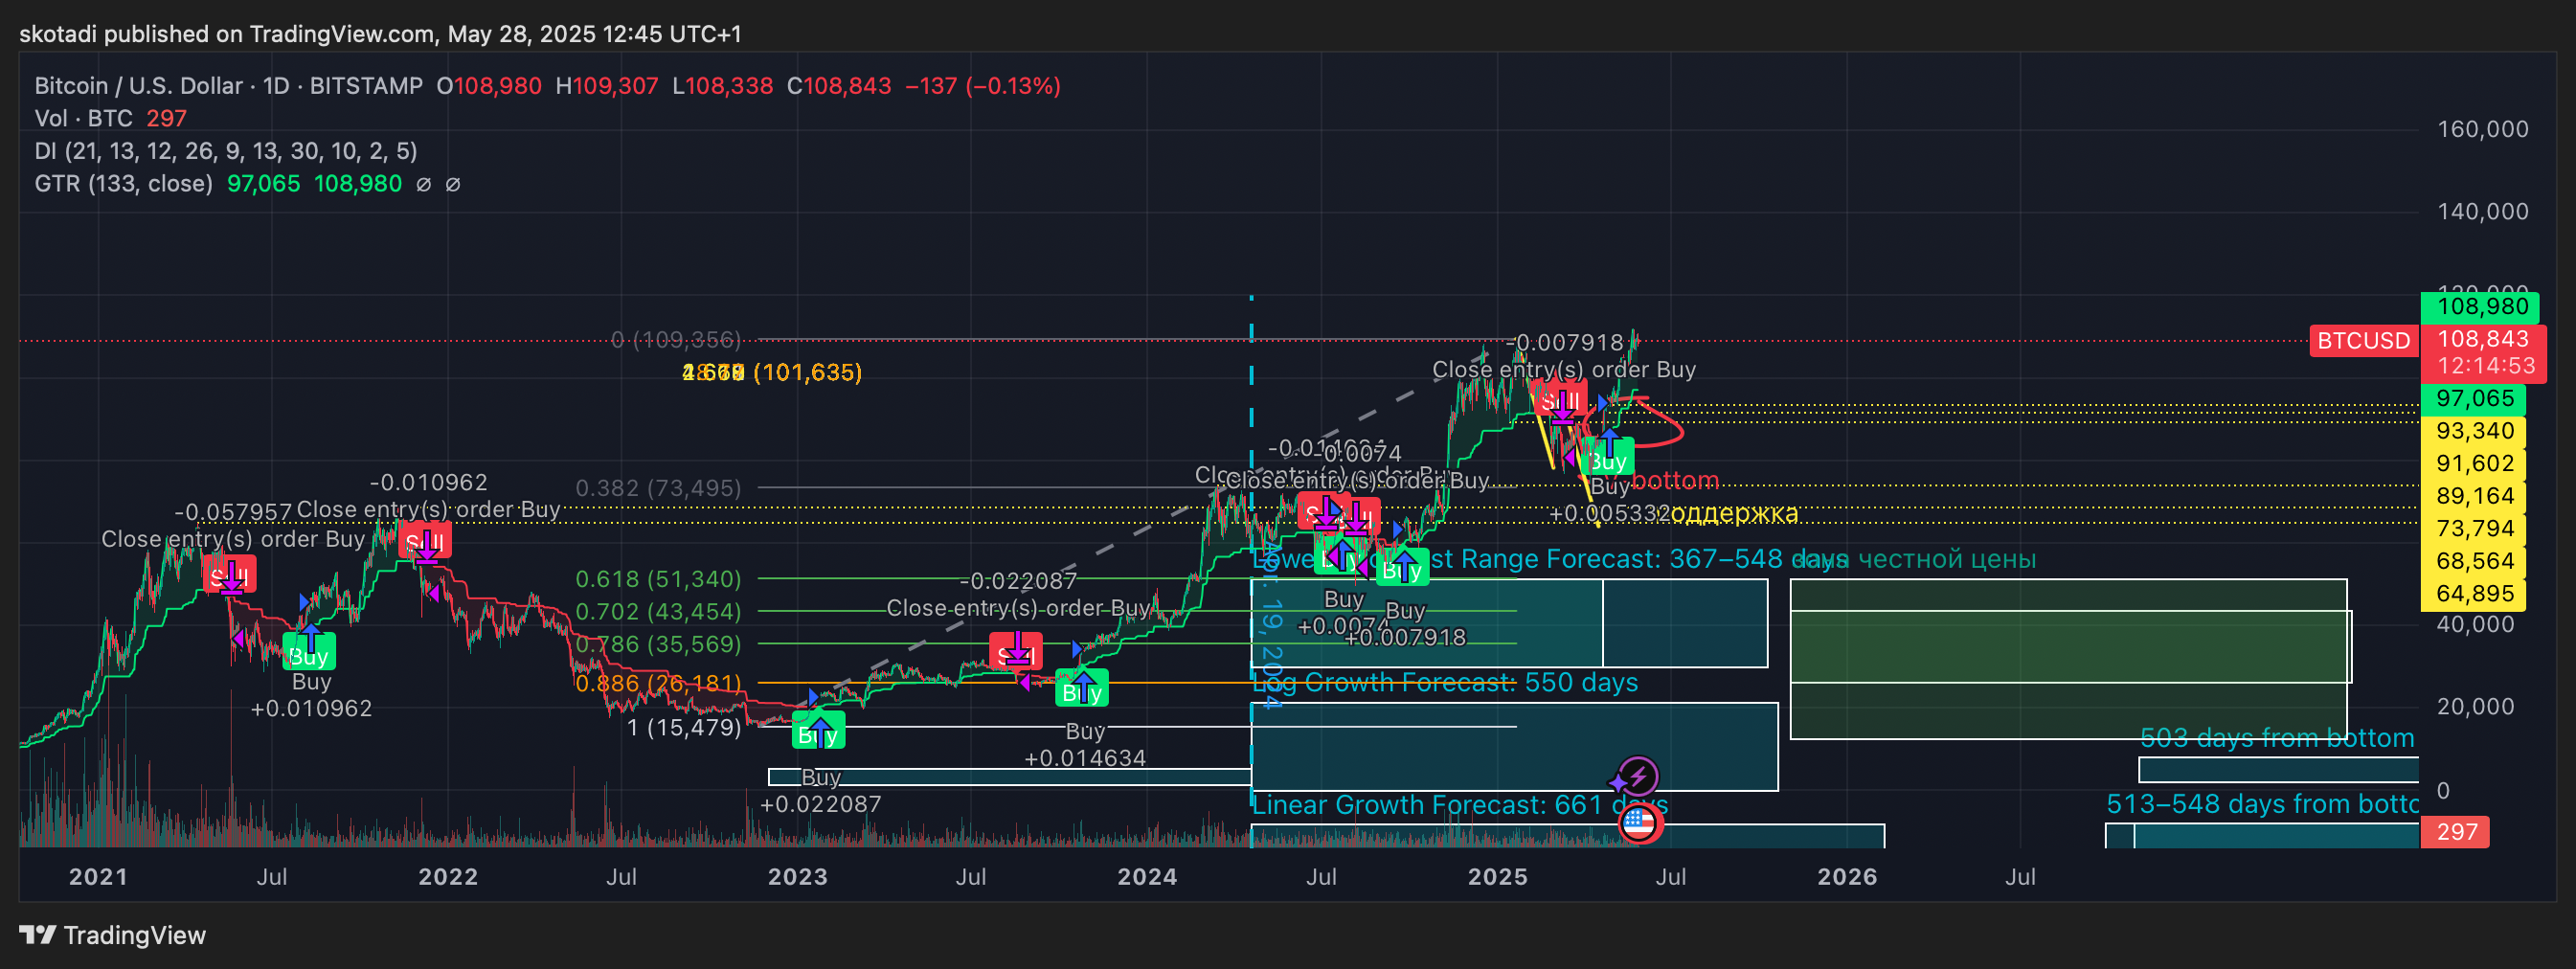 skotadi published on TradingView.com, May 28, 2025 12:45 UTC+1
Bitcoin / U.S. Dollar · 1D · BITSTAMP O108,980 H109,307 L108,338 C108,843 −137 (−0.13%)
Vol · BTC 297
DI (21, 13, 12, 26, 9, 13, 30, 10, 2, 5)
GTR (133, close) 97,065 108,980 ∅ ∅
160,000
140,000
120,000
108,980
BTCUSD 108,843
12:14:53
97,065
93,340
91,602
89,164
73,794
68,564
64,895
40,000
20,000
0
297
0 (109,356)
(101,635)
0.382 (73,495)
0.618 (51,340)
0.702 (43,454)
0.786 (35,569)
0.886 (26,181)
1 (15,479)
-0.057957
Close entry(s) order Buy
Sell
-0.010962
Close entry(s) order Buy
Sell
Buy
Buy
+0.010962
-0.022087
Close entry(s) order Buy
Sell
Buy
Buy
+0.022087
Buy
Buy
+0.014634
-0.014634
-0.0074
Close entry(s) order Buy
Buy
Buy
Buy
+0.0074
Buy
+0.007918
-0.007918
Close entry(s) order Buy
Sell
Buy
Buy
+0.005332
bottom
оддержка
Apr. 19, 2024
st Range Forecast: 367–548 days
честной цены
Log Growth Forecast: 550 days
Linear Growth Forecast: 661 days
503 days from bottom
513–548 days from botto
2021
Jul
2022
Jul
2023
Jul
2024
Jul
2025
Jul
2026
Jul
TradingView